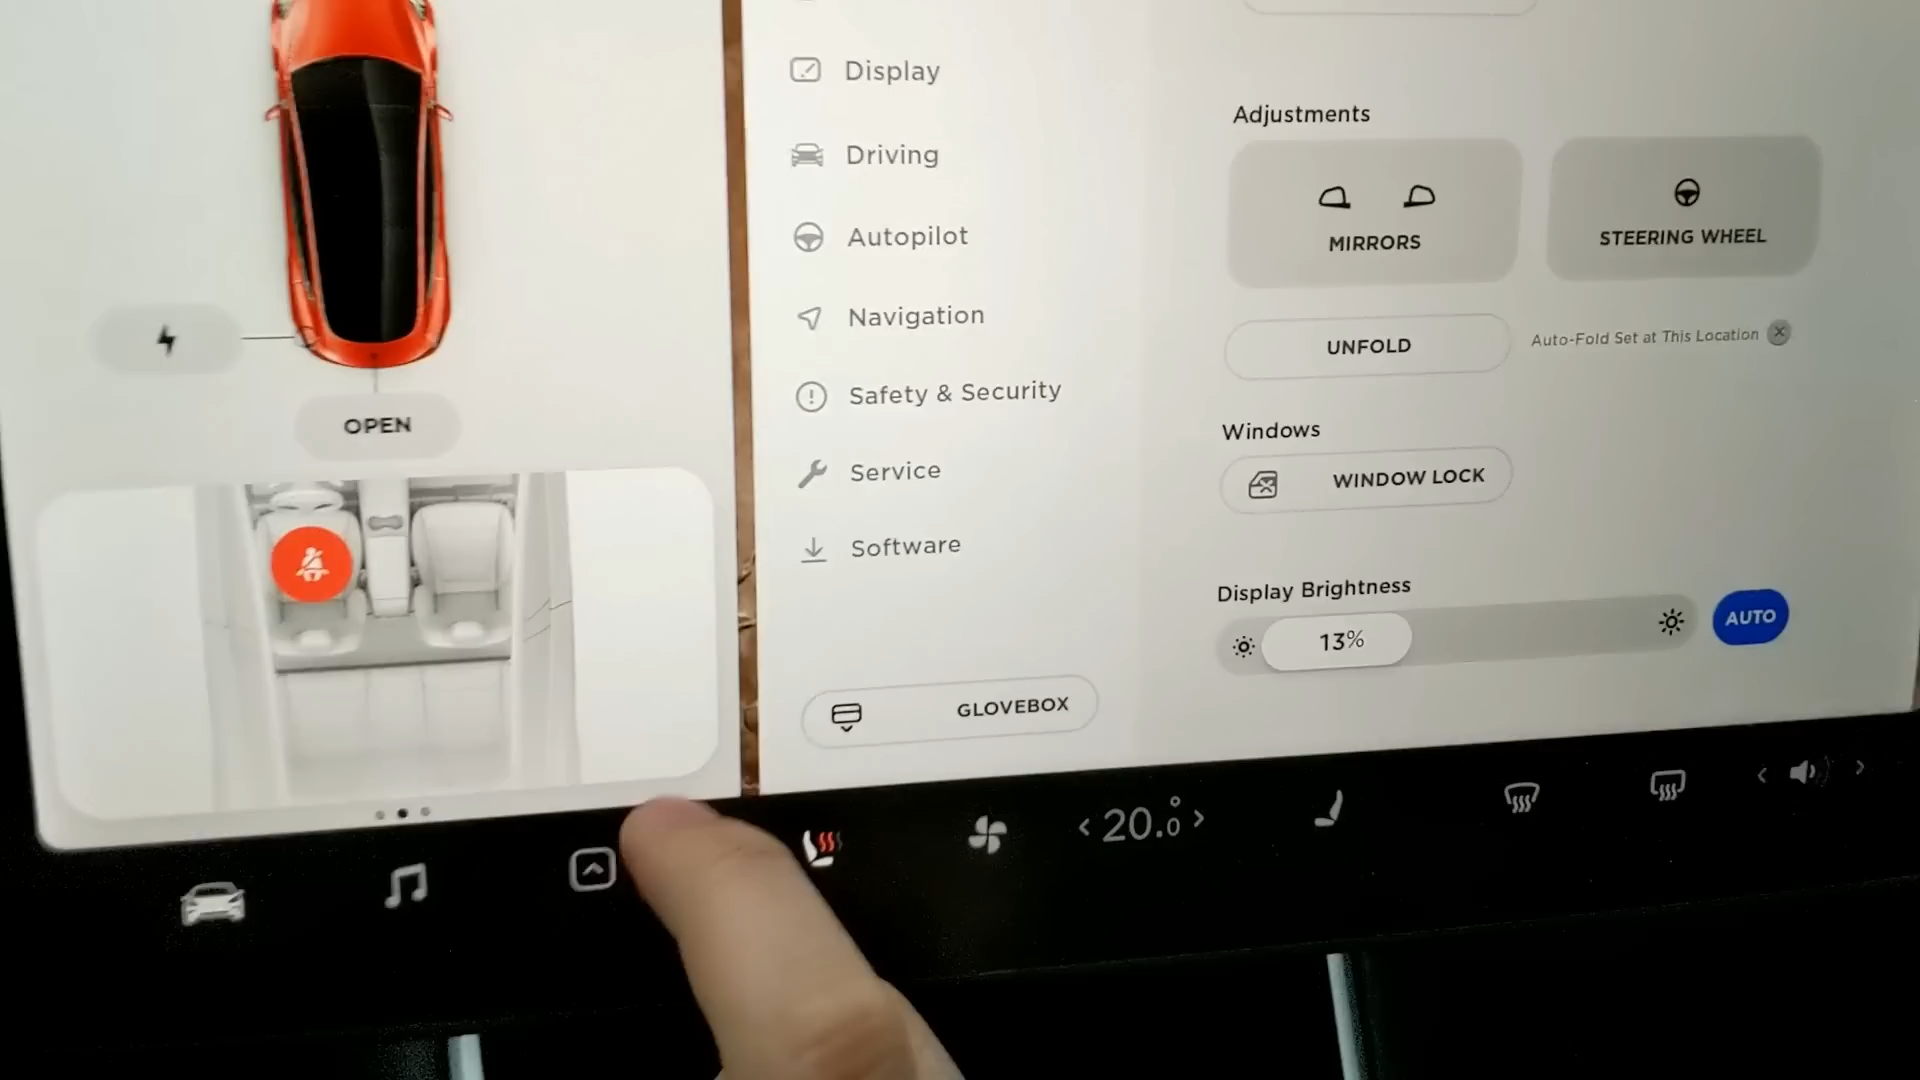 OPEN
Display
Driving
Autopilot
Navigation
Safety & Security
Service
Software
GLOVEBOX
Adjustments
MIRRORS
STEERING WHEEL
UNFOLD
Auto-Fold Set at This Location
Windows
WINDOW LOCK
Display Brightness
13%
AUTO
< 20.0° >